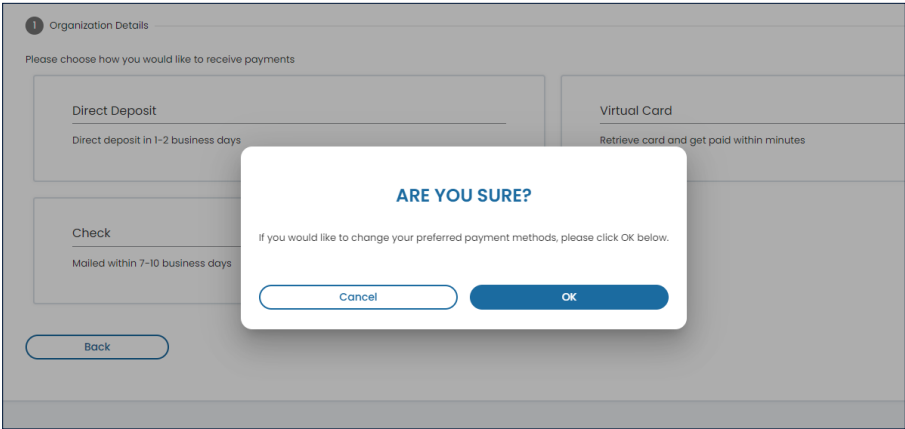 1 Organization Details
Please choose how you would like to receive payments
Direct Deposit
Direct deposit in 1-2 business days
Virtual Card
Retrieve card and get paid within minutes
Check
Mailed within 7-10 business days
ARE YOU SURE?
If you would like to change your preferred payment methods, please click OK below.
Cancel
OK
Back